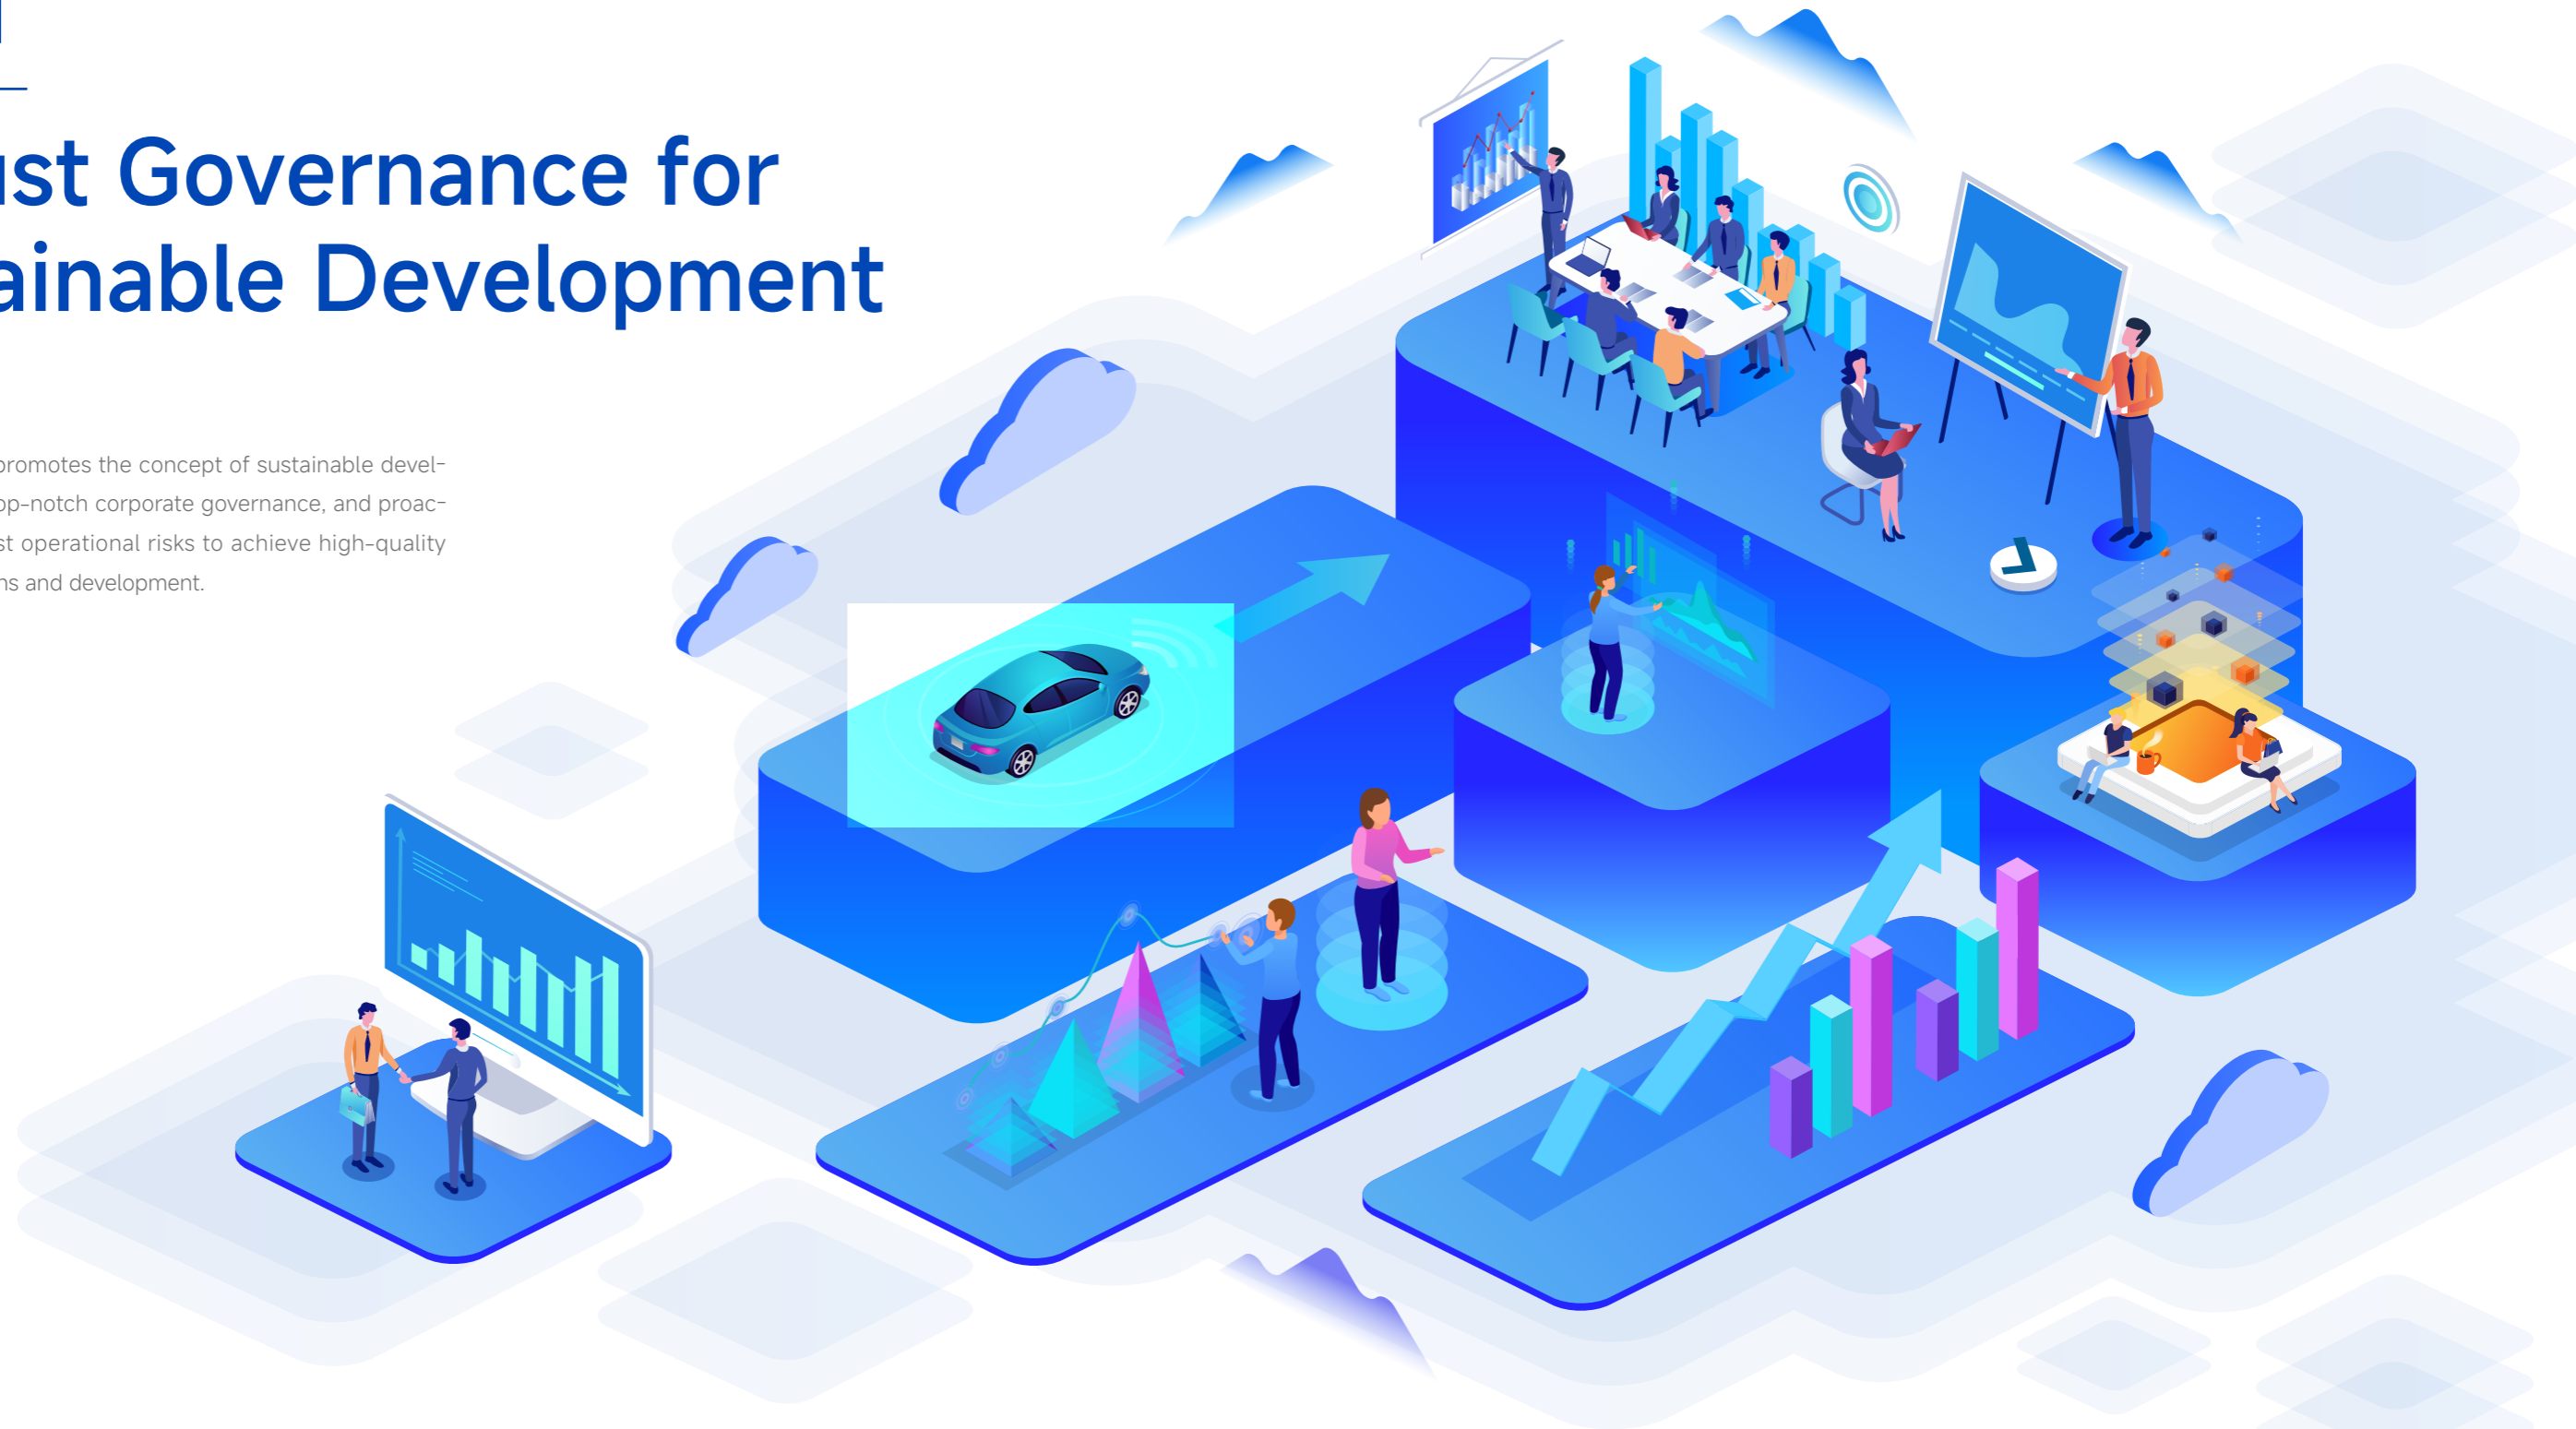 ust Governance for
ainable Development
promotes the concept of sustainable devel-
op-notch corporate governance, and proac-
st operational risks to achieve high-quality
ns and development.